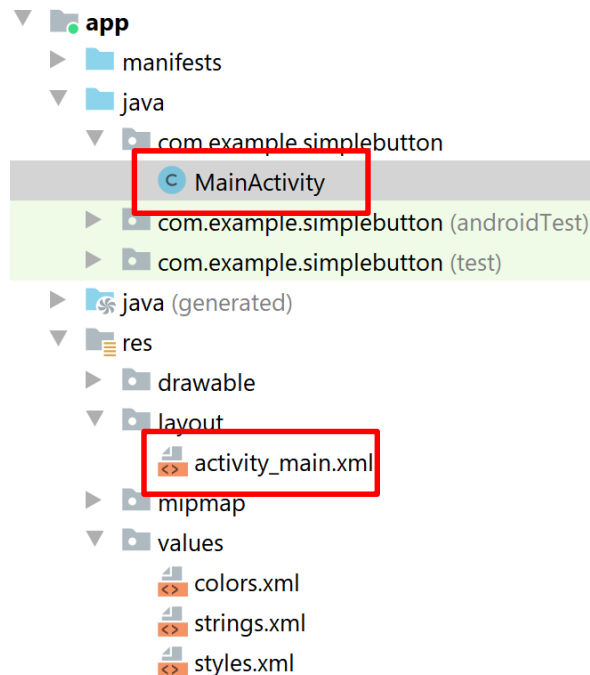 app
manifests
java
com.example.simplebutton
C MainActivity
com.example.simplebutton (androidTest)
com.example.simplebutton (test)
java (generated)
res
drawable
layout
<> activity_main.xml
mipmap
values
<> colors.xml
<> strings.xml
<> styles.xml